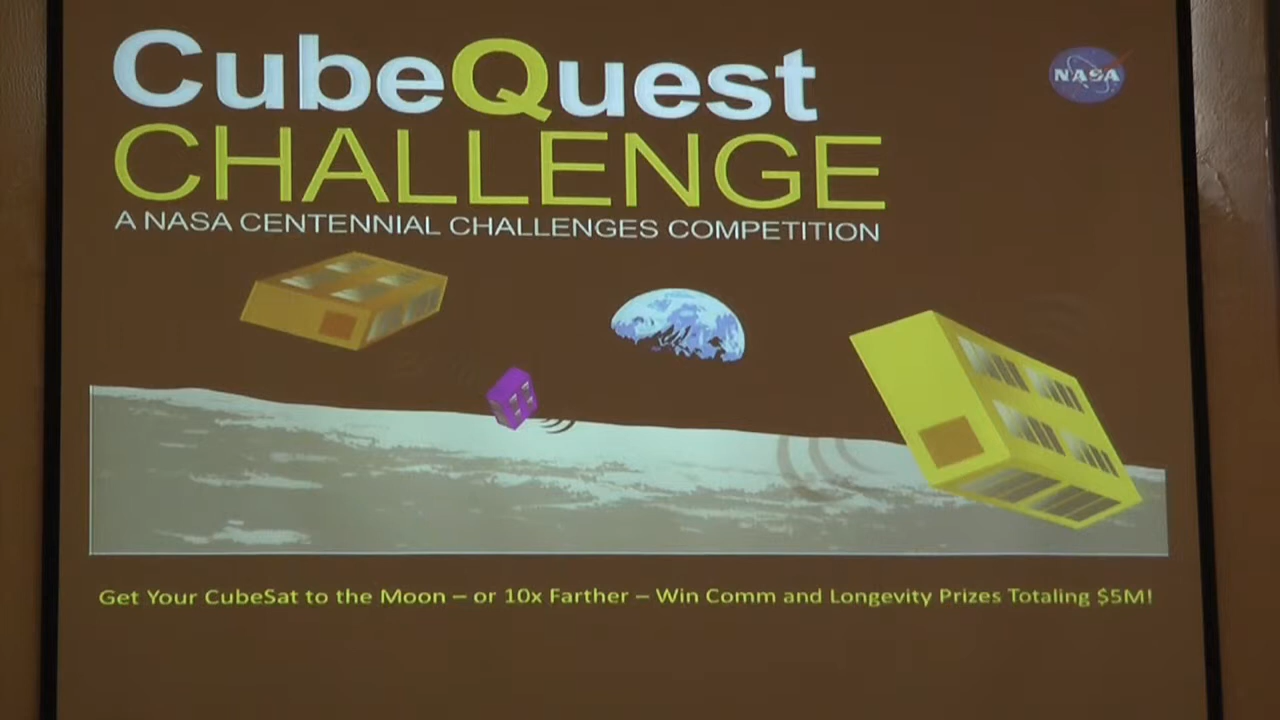 CubeQuest
NASA
CHALLENGE
A NASA CENTENNIAL CHALLENGES COMPETITION
Get Your CubeSat to the Moon – or 10x Farther – Win Comm and Longevity Prizes Totaling $5M!